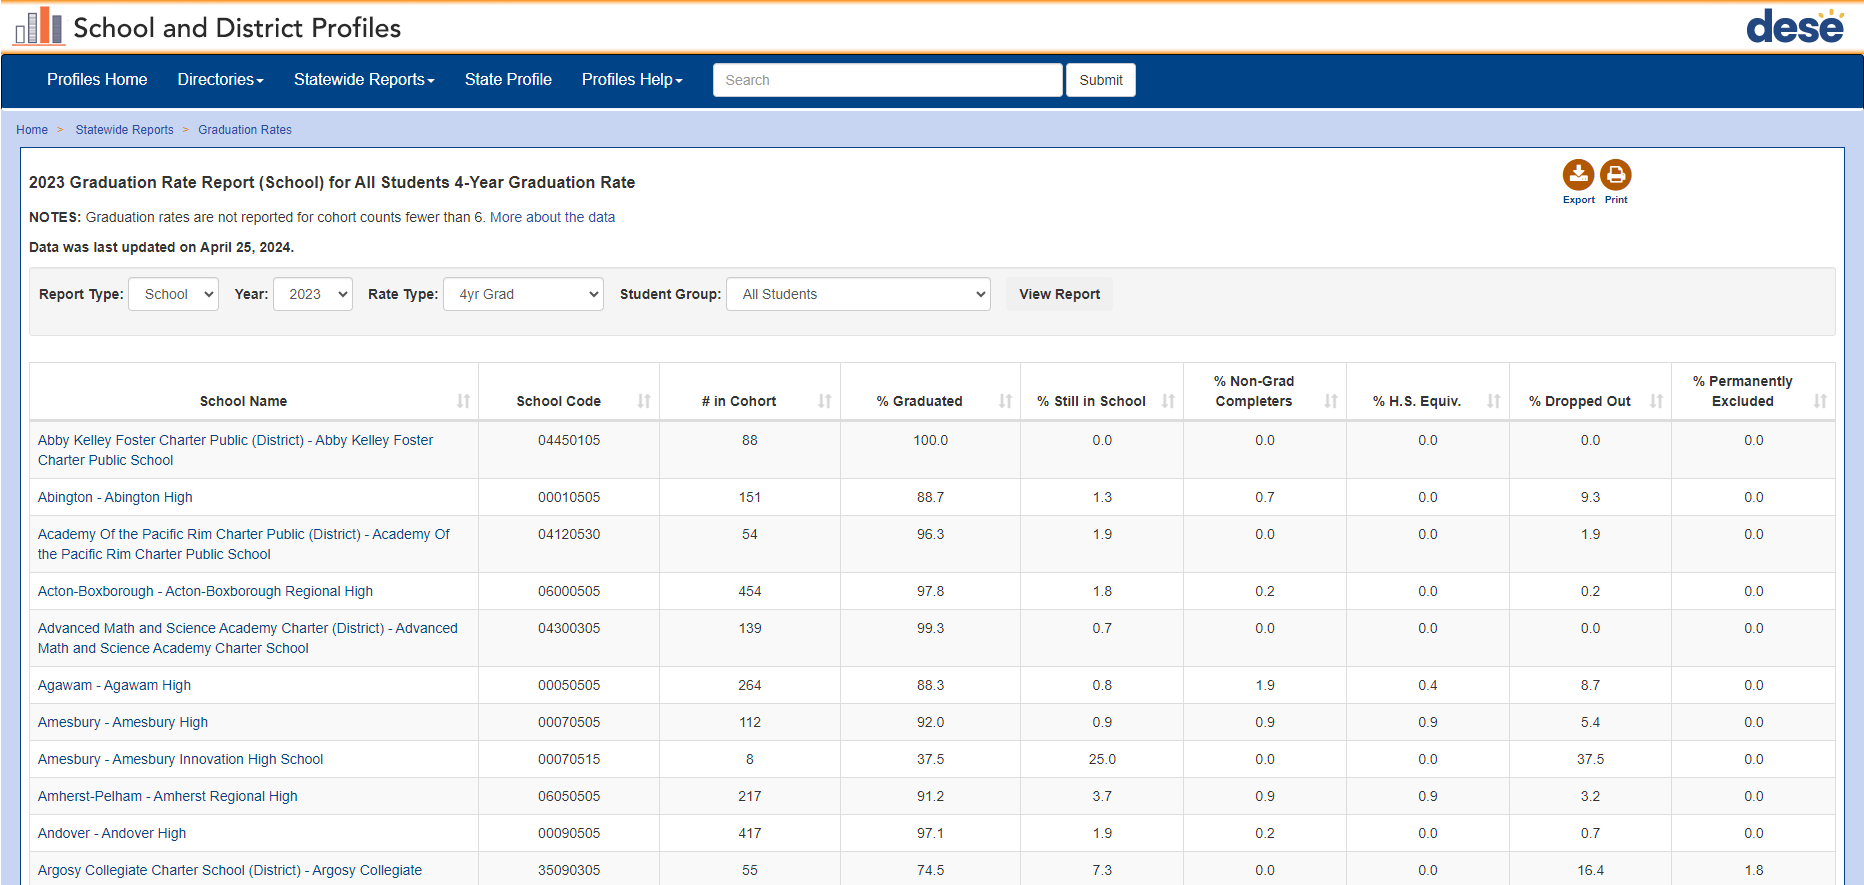 School and District Profiles
dese
Profiles Home Directories Statewide Reports State Profile Profiles Help Search Submit
Home > Statewide Reports > Graduation Rates
2023 Graduation Rate Report (School) for All Students 4-Year Graduation Rate
Export Print
NOTES: Graduation rates are not reported for cohort counts fewer than 6. More about the data
Data was last updated on April 25, 2024.
Report Type: School Year: 2023 Rate Type: 4yr Grad Student Group: All Students View Report
School Name School Code # in Cohort % Graduated % Still in School % Non-Grad Completers % H.S. Equiv. % Dropped Out % Permanently Excluded
Abby Kelley Foster Charter Public (District) - Abby Kelley Foster 04450105 88 100.0 0.0 0.0 0.0 0.0 0.0
Charter Public School
Abington - Abington High 00010505 151 88.7 1.3 0.7 0.0 9.3 0.0
Academy Of the Pacific Rim Charter Public (District) - Academy Of 04120530 54 96.3 1.9 0.0 0.0 1.9 0.0
the Pacific Rim Charter Public School
Acton-Boxborough - Acton-Boxborough Regional High 06000505 454 97.8 1.8 0.2 0.0 0.2 0.0
Advanced Math and Science Academy Charter (District) - Advanced 04300305 139 99.3 0.7 0.0 0.0 0.0 0.0
Math and Science Academy Charter School
Agawam - Agawam High 00050505 264 88.3 0.8 1.9 0.4 8.7 0.0
Amesbury - Amesbury High 00070505 112 92.0 0.9 0.9 0.9 5.4 0.0
Amesbury - Amesbury Innovation High School 00070515 8 37.5 25.0 0.0 0.0 37.5 0.0
Amherst-Pelham - Amherst Regional High 06050505 217 91.2 3.7 0.9 0.9 3.2 0.0
Andover - Andover High 00090505 417 97.1 1.9 0.2 0.0 0.7 0.0
Argosy Collegiate Charter School (District) - Argosy Collegiate 35090305 55 74.5 7.3 0.0 0.0 16.4 1.8